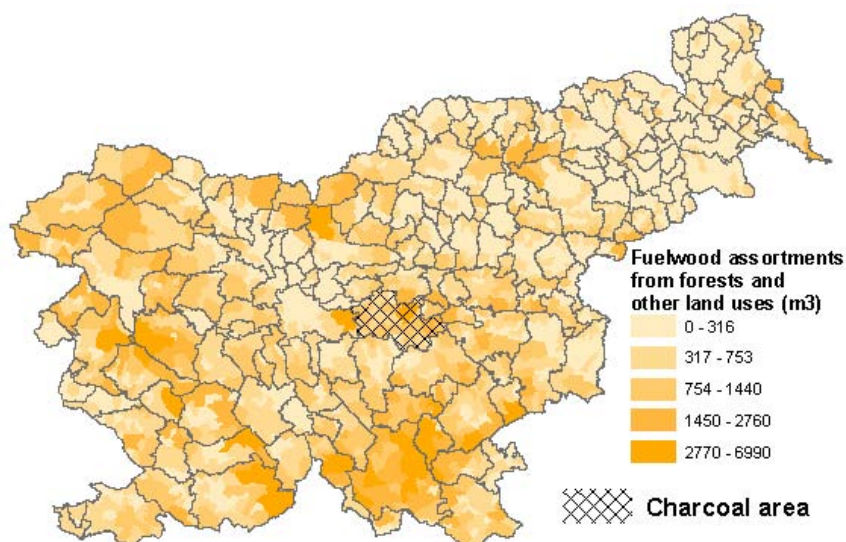 Fuelwood assortments
from forests and
other land uses (m3)
0 - 316
317 - 753
754 - 1440
1450 - 2760
2770 - 6990
Charcoal area